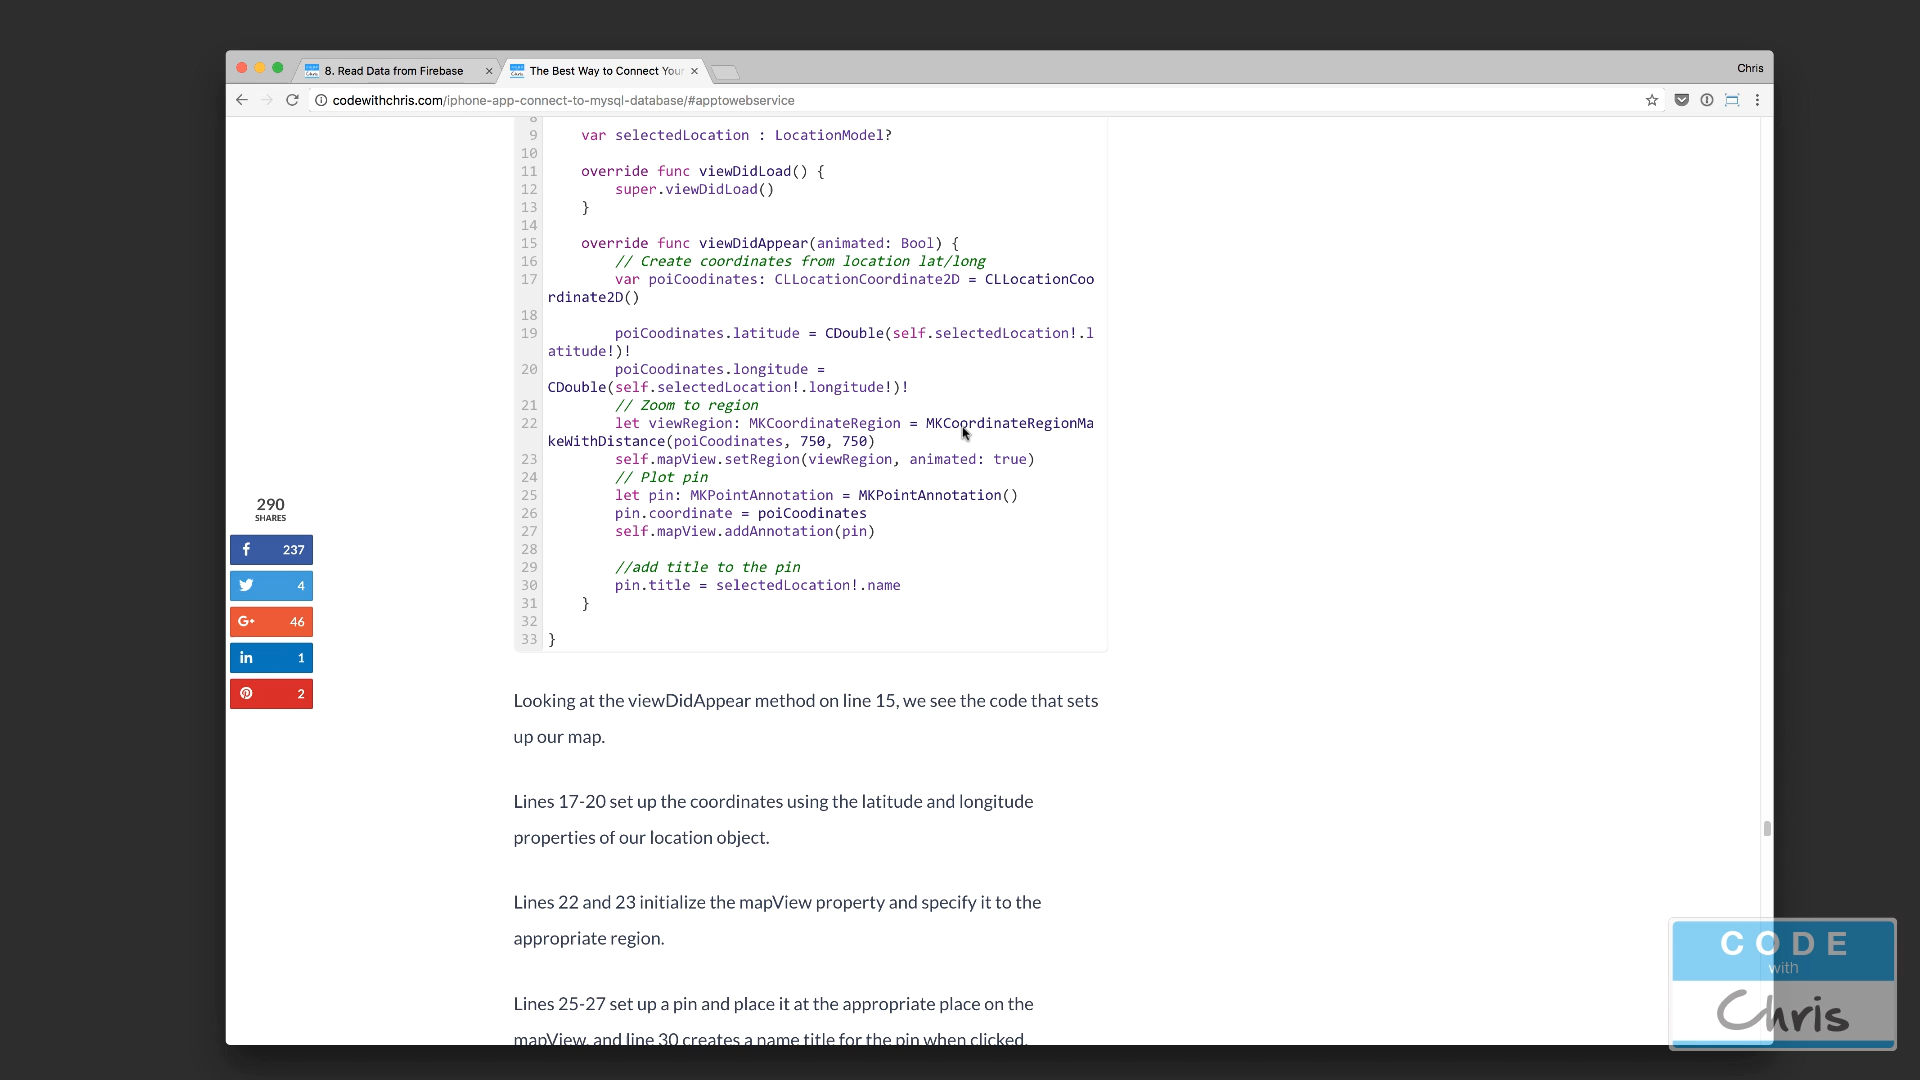 8. Read Data from Firebase
The Best Way to Connect Your
Chris
codewithchris.com/iphone-app-connect-to-mysql-database/#apptowebservice
8
9 var selectedLocation : LocationModel?
10
11 override func viewDidLoad() {
12 super.viewDidLoad()
13 }
14
15 override func viewDidAppear(animated: Bool) {
16 // Create coordinates from location lat/long
17 var poiCoodinates: CLLocationCoordinate2D = CLLocationCoo
rdinate2D()
18
19 poiCoodinates.latitude = CDouble(self.selectedLocation!.l
atitude!)!
20 poiCoodinates.longitude =
CDouble(self.selectedLocation!.longitude!)!
21 // Zoom to region
22 let viewRegion: MKCoordinateRegion = MKCoordinateRegionMa
keWithDistance(poiCoodinates, 750, 750)
23 self.mapView.setRegion(viewRegion, animated: true)
24 // Plot pin
25 let pin: MKPointAnnotation = MKPointAnnotation()
26 pin.coordinate = poiCoodinates
27 self.mapView.addAnnotation(pin)
28
29 //add title to the pin
30 pin.title = selectedLocation!.name
31 }
32
33 }
290
SHARES
237
4
G+ 46
in 1
2
Looking at the viewDidAppear method on line 15, we see the code that sets
up our map.
Lines 17-20 set up the coordinates using the latitude and longitude
properties of our location object.
Lines 22 and 23 initialize the mapView property and specify it to the
appropriate region.
Lines 25-27 set up a pin and place it at the appropriate place on the
mapView, and line 30 creates a name title for the pin when clicked.
CODE
with
Chris